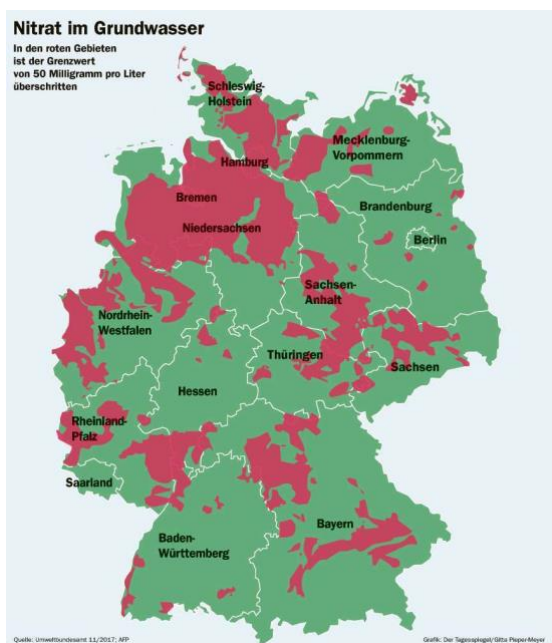 Nitrat im Grundwasser
In den roten Gebieten
ist der Grenzwert
von 50 Milligramm pro Liter
überschritten
Schleswig-
Holstein
Mecklenburg-
Vorpommern
Hamburg
Bremen
Brandenburg
Niedersachsen
Berlin
Sachsen-
Anhalt
Nordrhein-
Westfalen
Thüringen
Sachsen
Hessen
Rheinland-
Pfalz
Saarland
Bayern
Baden-
Württemberg
Quelle: Umweltbundesamt 11/2017; AFP
Grafik: Der Tagesspiegel/Gitta Pieper-Meyer